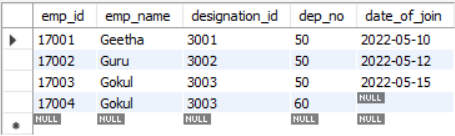 emp_id emp_name designation_id dep_no date_of_join
17001 Geetha 3001 50 2022-05-10
17002 Guru 3002 50 2022-05-12
17003 Gokul 3003 50 2022-05-15
17004 Gokul 3003 60 NULL
NULL NULL NULL NULL NULL